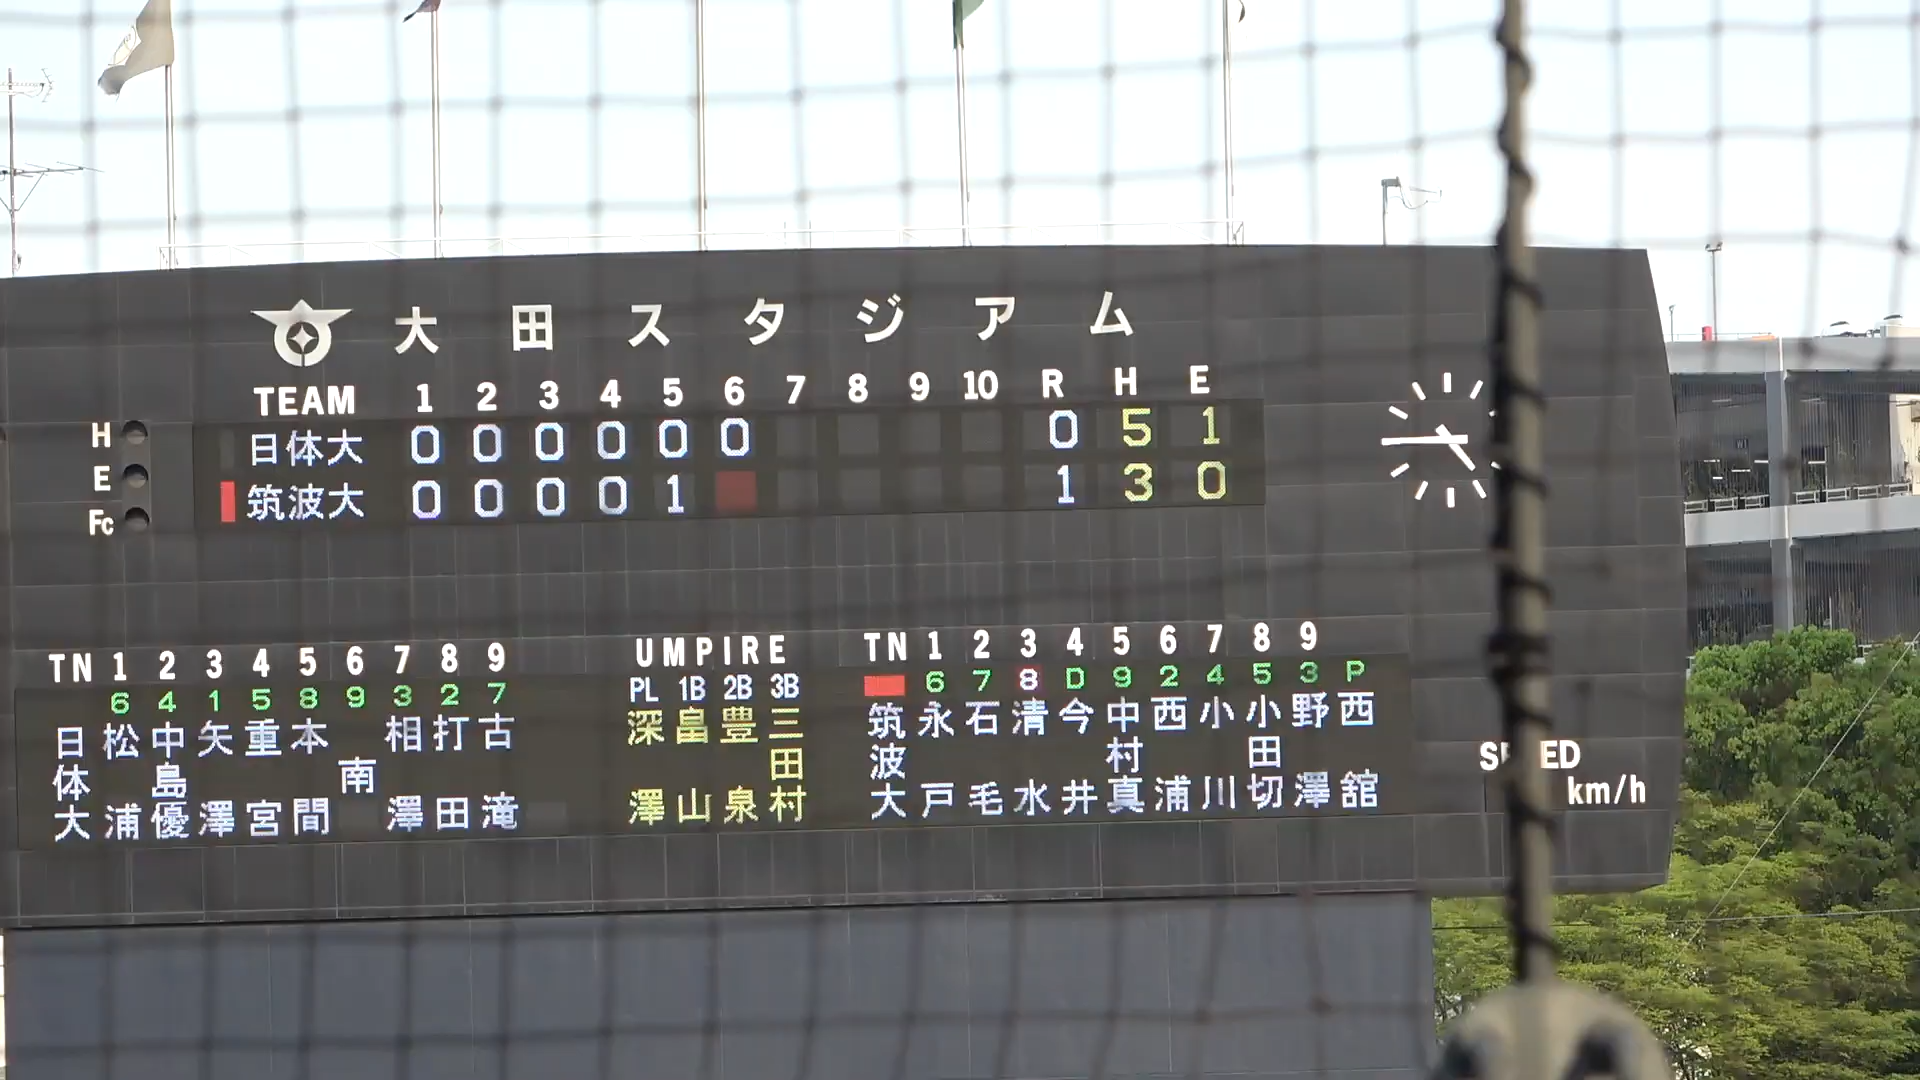 大田スタジアム
TEAM 1 2 3 4 5 6 7 8 9 10 R H E
H 日体大 0 0 0 0 0 0 0 5 1
E
筑波大 0 0 0 0 1 1 3 0
Fc
TN 1 2 3 4 5 6 7 8 9
6 4 1 5 8 9 3 2 7
日体大 松浦 中島優 矢澤 重宮 本間 南 相澤 打田 古滝
UMPIRE
PL 1B 2B 3B
深澤 畠山 豊泉 三田村
TN 1 2 3 4 5 6 7 8 9
6 7 8 D 9 2 4 5 3 P
筑波大 永戸 石毛 清水 今井 中村真 西浦 小川 小田切 野澤 西舘
km/h